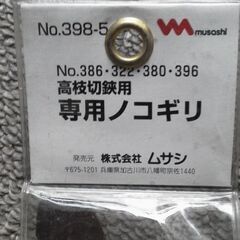 No.398-5
musashi
No.386・322・380・396
高枝切鋏用
専用ノコギリ
発売元 株式会社 ムサシ
〒675-1201 兵庫県加古川市八幡町宗佐1440